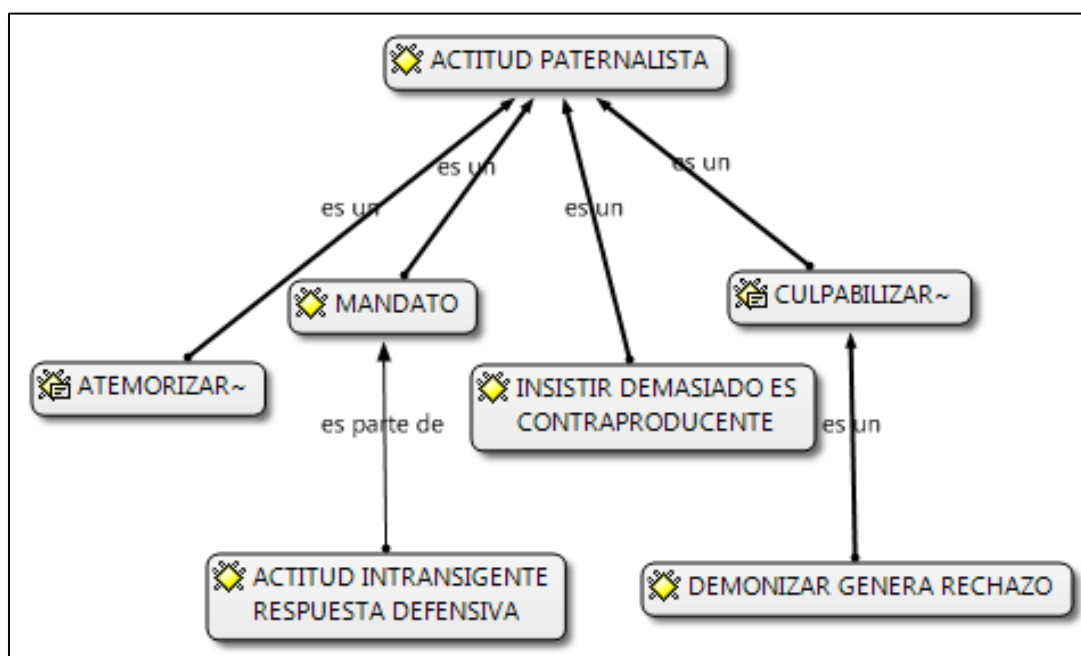 ACTITUD PATERNALISTA
es un
es un
es un
es un
MANDATO
CULPABILIZAR~
ATEMORIZAR~
INSISTIR DEMASIADO ES
CONTRAPRODUCENTE
es parte de
es un
ACTITUD INTRANSIGENTE
RESPUESTA DEFENSIVA
DEMONIZAR GENERA RECHAZO